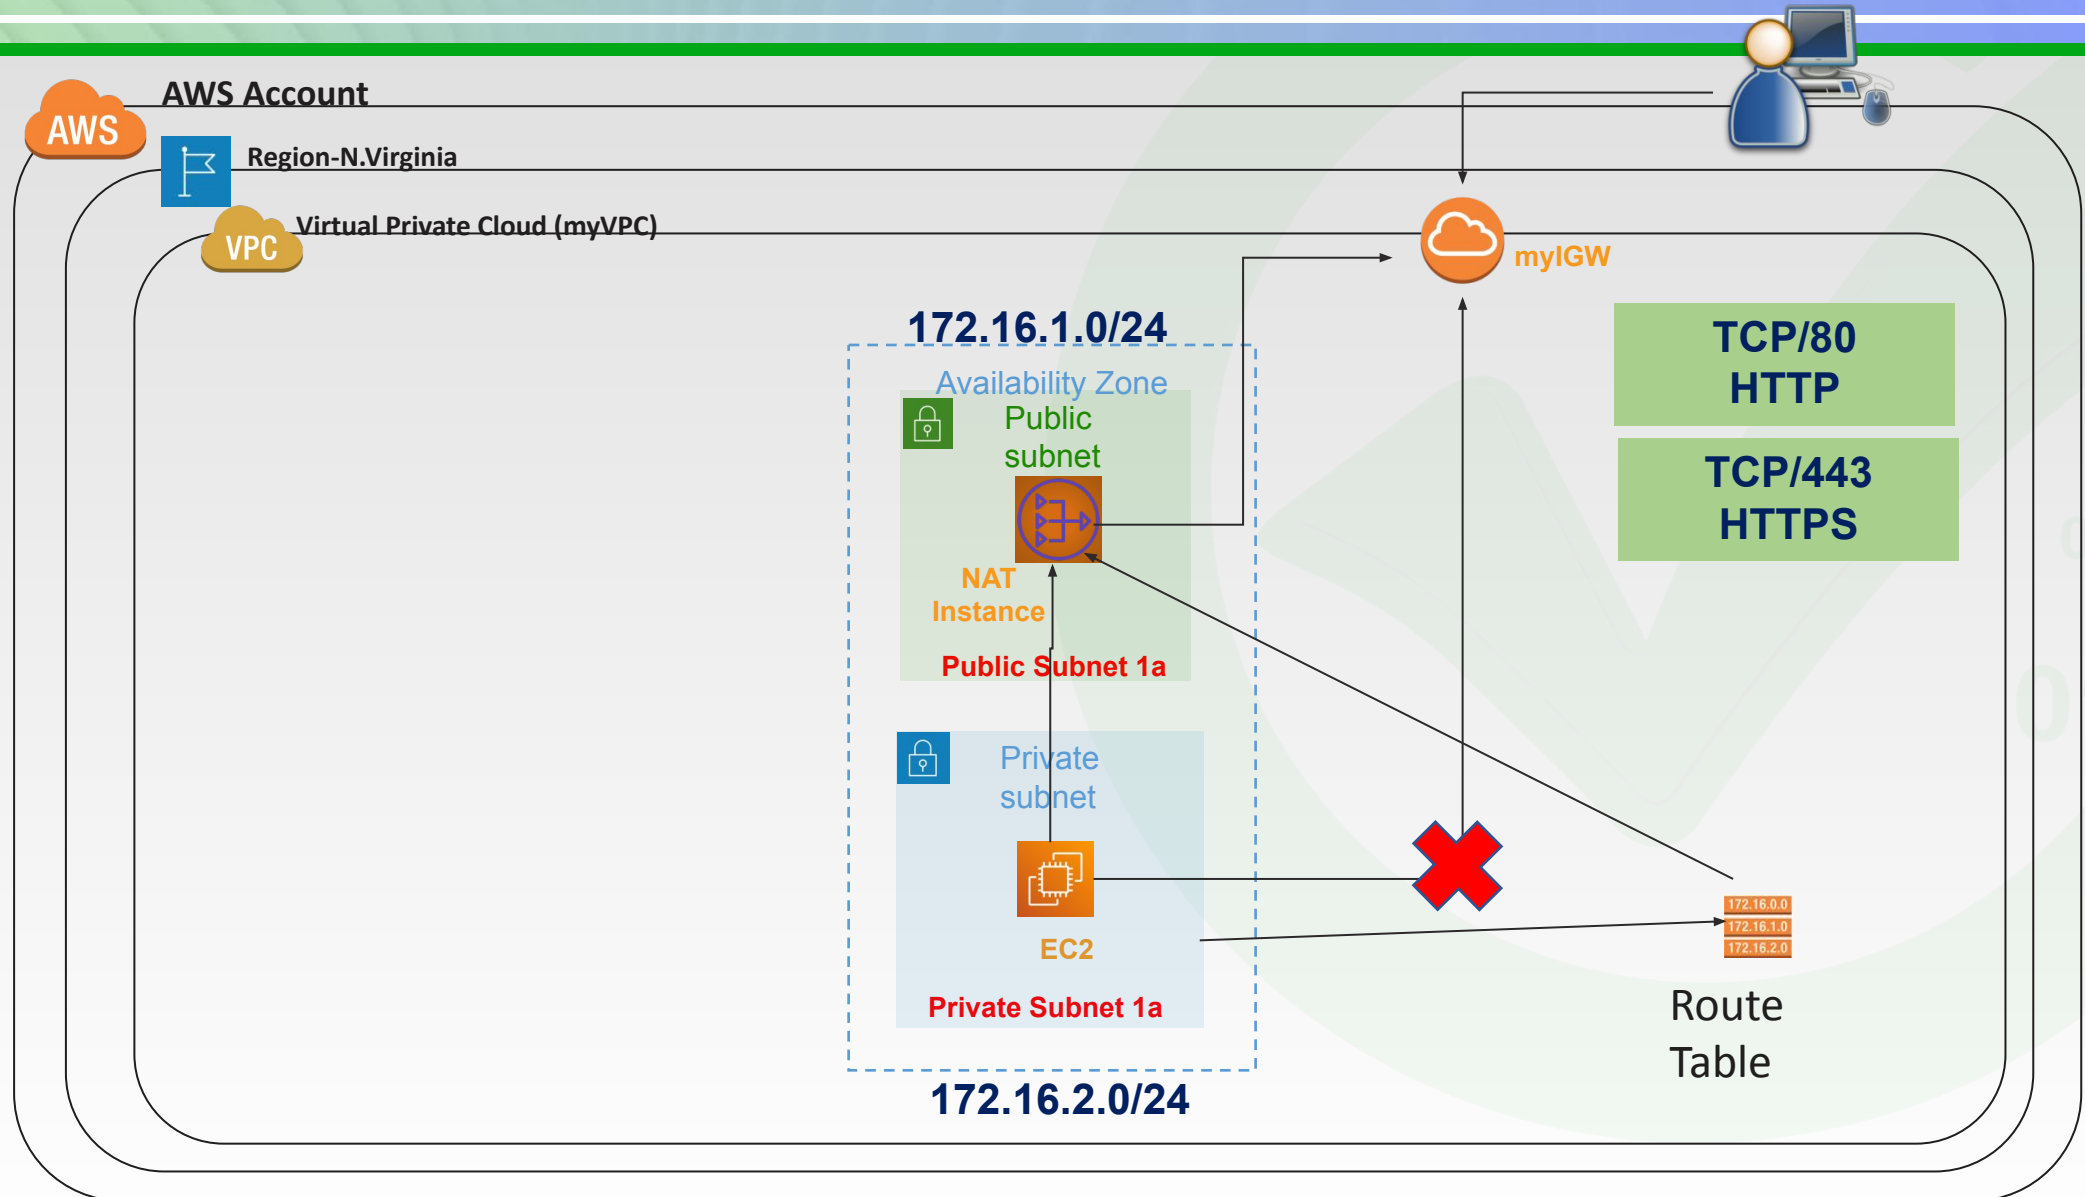 AWS Account
AWS
Region-N.Virginia
Virtual Private Cloud (myVPC)
VPC
myIGW
172.16.1.0/24
TCP/80
HTTP
Availability Zone
Public
subnet
TCP/443
HTTPS
NAT
Instance
Public Subnet 1a
Private
subnet
EC2
172.16.0.0
172.16.1.0
172.16.2.0
Private Subnet 1a
Route
Table
172.16.2.0/24
0
0